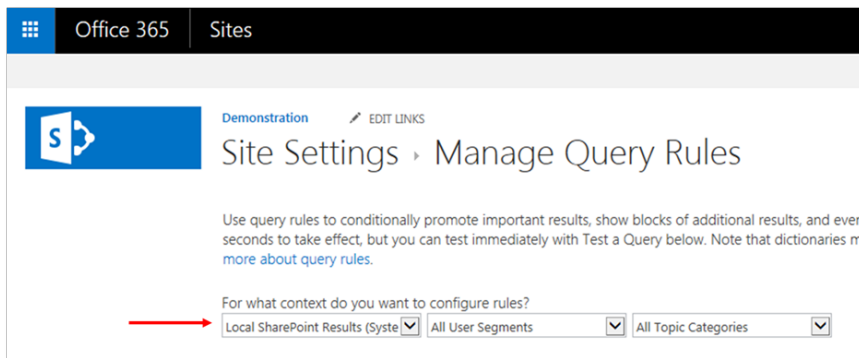 Office 365 Sites
S
Demonstration EDIT LINKS
Site Settings › Manage Query Rules
Use query rules to conditionally promote important results, show blocks of additional results, and ever
seconds to take effect, but you can test immediately with Test a Query below. Note that dictionaries m
more about query rules.
For what context do you want to configure rules?
Local SharePoint Results (Syste All User Segments All Topic Categories